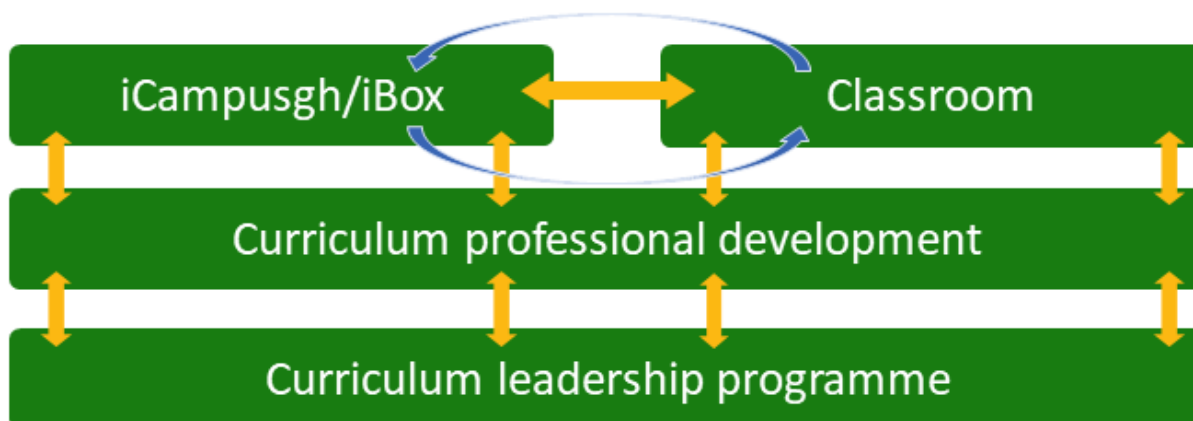 iCampusgh/iBox
Classroom
Curriculum professional development
Curriculum leadership programme